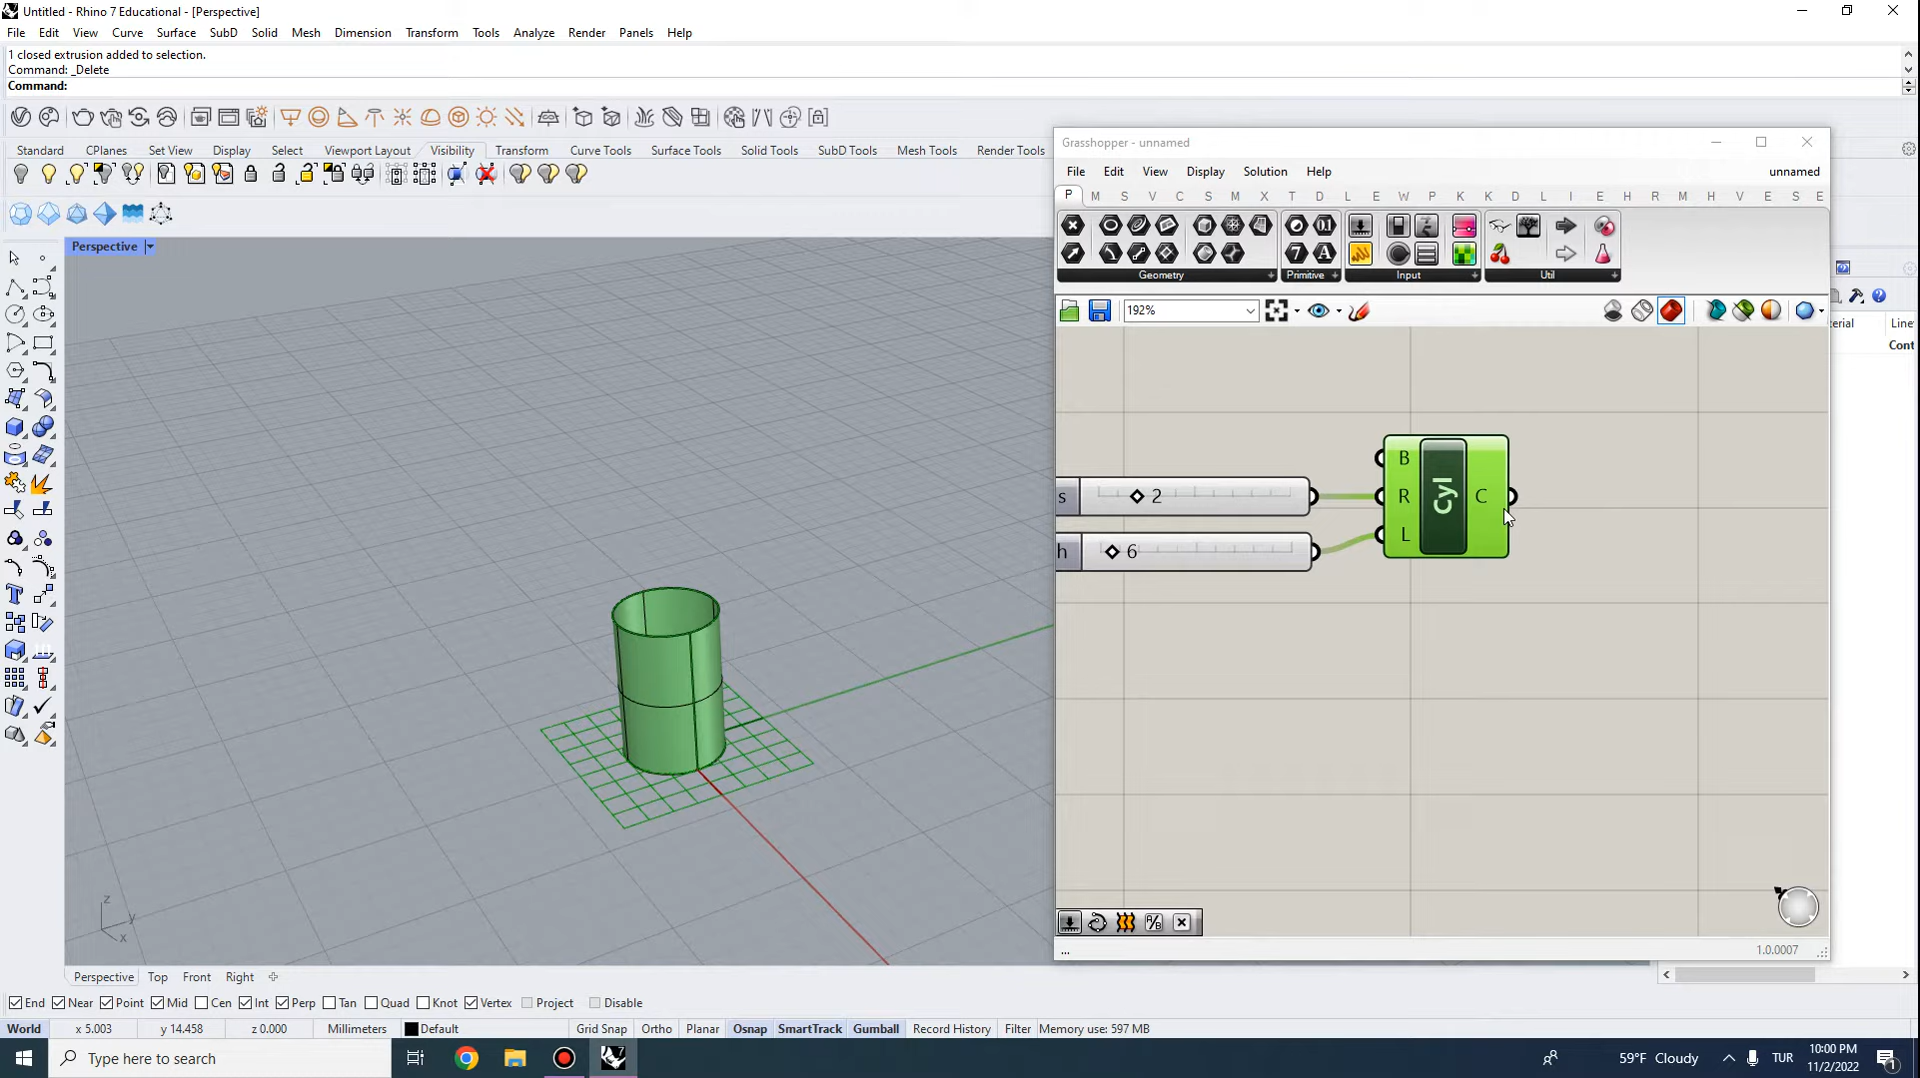 Untitled - Rhino 7 Educational - [Perspective]
File Edit View Curve Surface SubD Solid Mesh Dimension Transform Tools Analyze Render Panels Help
1 closed extrusion added to selection.
Command: _Delete
Command:
Standard CPlanes Set View Display Select Viewport Layout Visibility Transform Curve Tools Surface Tools Solid Tools SubD Tools Mesh Tools Render Tools
Perspective
Grasshopper - unnamed
File Edit View Display Solution Help unnamed
P M S V C S M X T D L E W P K K D L I E H R M H V E S E
Geometry Primitive Input Util
192%
B
R
L
Cyl
C
s 2
h 6
1.0.0007
...
erial Line
Cont
z
y
x
Perspective Top Front Right
End Near Point Mid Cen Int Perp Tan Quad Knot Vertex Project Disable
World x 5.003 y 14.458 z 0.000 Millimeters Default Grid Snap Ortho Planar Osnap SmartTrack Gumball Record History Filter Memory use: 597 MB
Type here to search
59°F Cloudy TUR
10:00 PM
11/2/2022
1